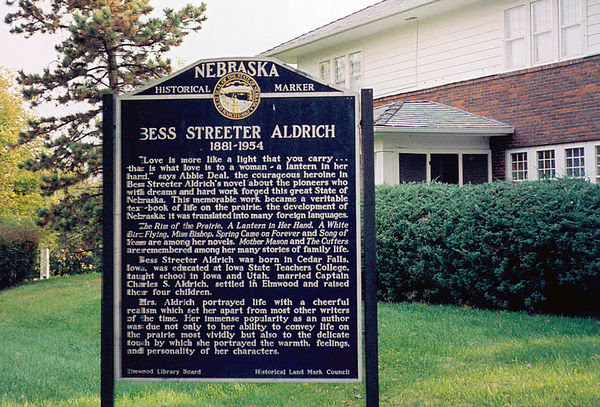 NEBRASKA
HISTORICAL MARKER
BESS STREETER ALDRICH
1881-1954
"Love is more like a light that you carry...
that is what love is to a woman - a lantern in her
hand," says Abbie Deal, the courageous heroine in
Bess Streeter Aldrich's novel about the pioneers who
with dreams and hard work forged this great State of
Nebraska. This memorable work became a veritable
text-book of life on the prairie, the development of
Nebraska; it was translated into many foreign languages.
The Rim of the Prairie, A Lantern in Her Hand, A White
Bird Flying, Miss Bishop, Spring Came on Forever and Song of
Years are among her novels. Mother Mason and The Cutters
are remembered among her many stories of family life.
Bess Streeter Aldrich was born in Cedar Falls,
Iowa, was educated at Iowa State Teachers College,
taught school in Iowa and Utah, married Captain
Charles S. Aldrich, settled in Elmwood and raised
their four children.
Mrs. Aldrich portrayed life with a cheerful
realism which set her apart from most other writers
of the time. Her immense popularity as an author
was due not only to her ability to convey life on
the prairie most vividly but also to the delicate
touch by which she portrayed the warmth, feelings,
and personality of her characters.
Elmwood Library Board Historical Land Mark Council